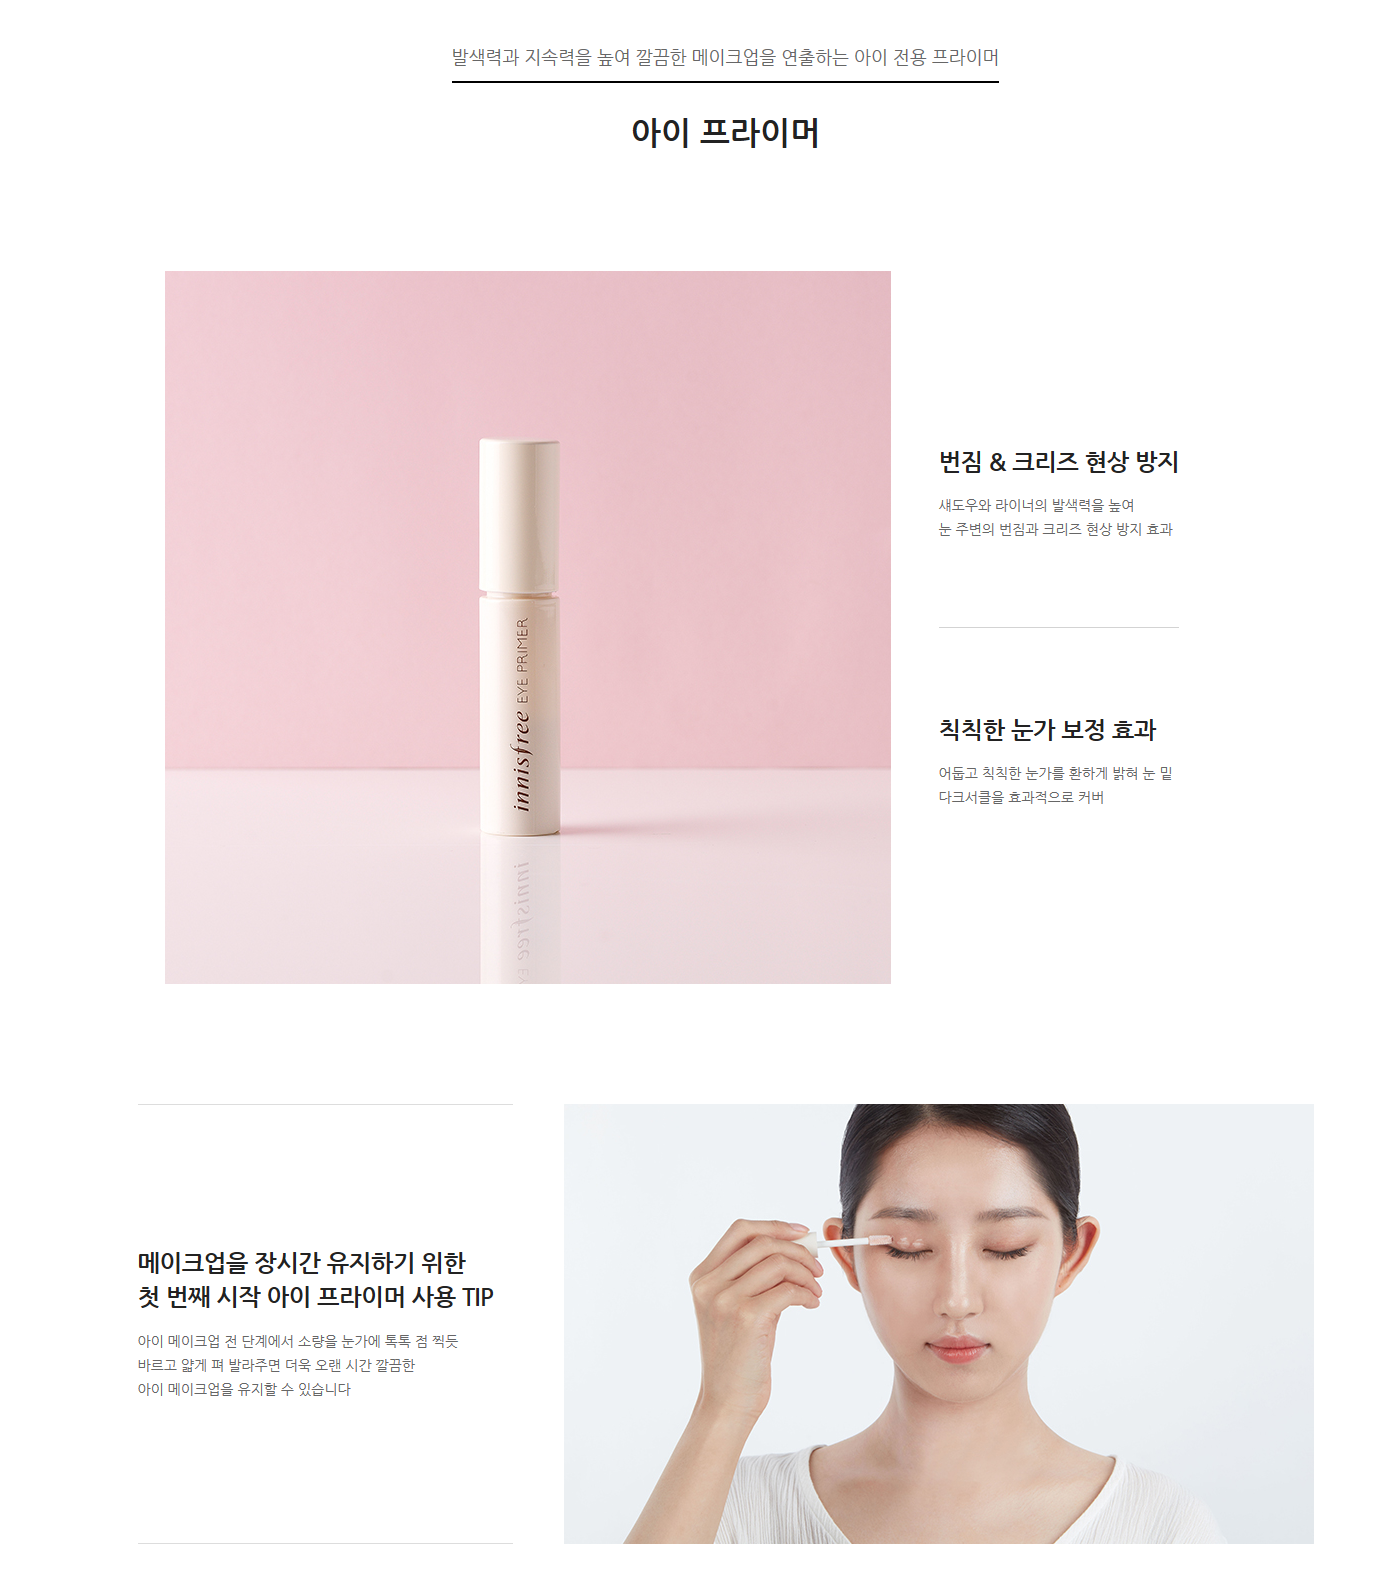 발색력과 지속력을 높여 깔끔한 메이크업을 연출하는 아이 전용 프라이머
아이 프라이머
innisfree EYE PRIMER
번짐 & 크리즈 현상 방지
섀도우와 라이너의 발색력을 높여
눈 주변의 번짐과 크리즈 현상 방지 효과
칙칙한 눈가 보정 효과
어둡고 칙칙한 눈가를 환하게 밝혀 눈 밑
다크서클을 효과적으로 커버
메이크업을 장시간 유지하기 위한
첫 번째 시작 아이 프라이머 사용 TIP
아이 메이크업 전 단계에서 소량을 눈가에 톡톡 점 찍듯
바르고 얇게 펴 발라주면 더욱 오랜 시간 깔끔한
아이 메이크업을 유지할 수 있습니다